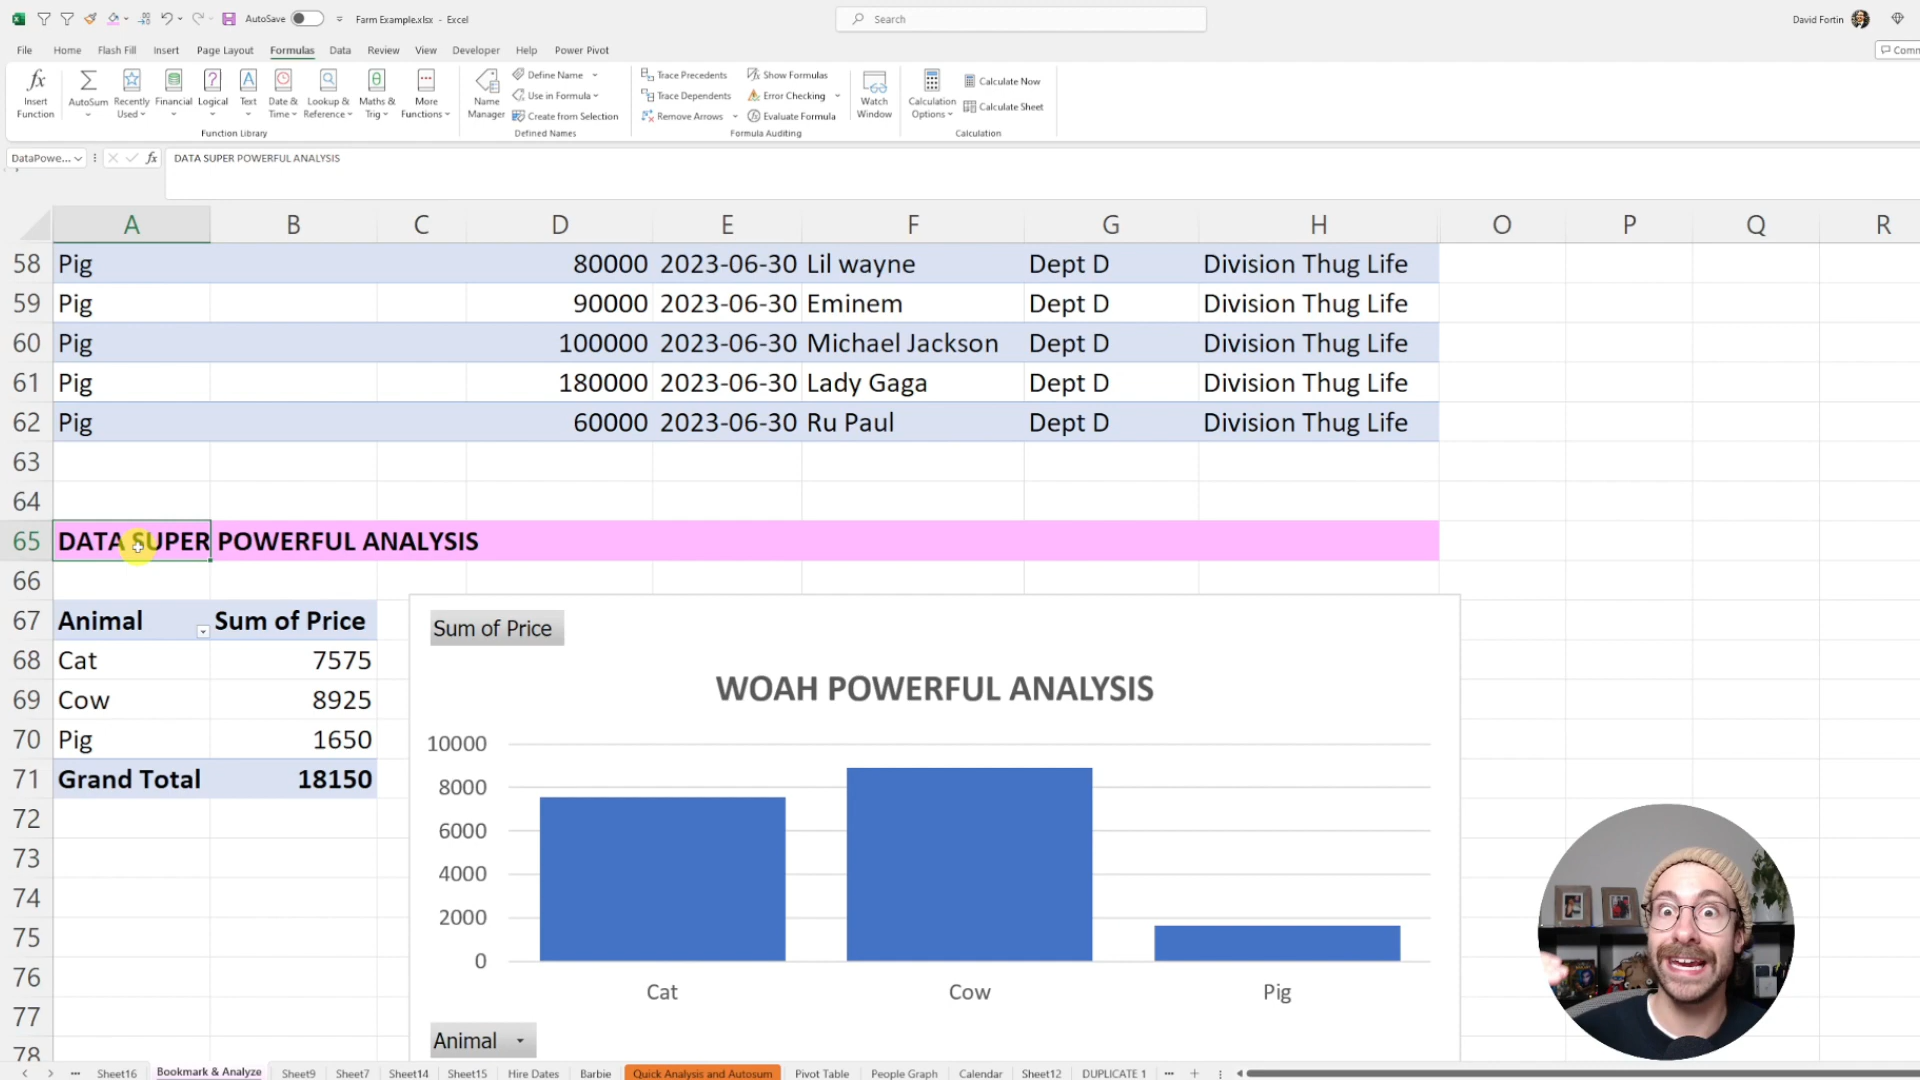 AutoSave
Farm Example.xlsx - Excel
Search
David Fortin
File Home Flash Fill Insert Page Layout Formulas Data Review View Developer Help Power Pivot
Comm
Insert Function
AutoSum
Recently Used
Financial
Logical
Text
Date & Time
Lookup & Reference
Maths & Trig
More Functions
Function Library
Name Manager
Define Name
Use in Formula
Create from Selection
Defined Names
Trace Precedents
Trace Dependents
Remove Arrows
Show Formulas
Error Checking
Evaluate Formula
Formula Auditing
Watch Window
Calculation Options
Calculate Now
Calculate Sheet
Calculation
DataPowe... fx DATA SUPER POWERFUL ANALYSIS
A B C D E F G H O P Q R
58 Pig 80000 2023-06-30 Lil wayne Dept D Division Thug Life
59 Pig 90000 2023-06-30 Eminem Dept D Division Thug Life
60 Pig 100000 2023-06-30 Michael Jackson Dept D Division Thug Life
61 Pig 180000 2023-06-30 Lady Gaga Dept D Division Thug Life
62 Pig 60000 2023-06-30 Ru Paul Dept D Division Thug Life
63
64
65 DATA SUPER POWERFUL ANALYSIS
66
67 Animal Sum of Price
68 Cat 7575
69 Cow 8925
70 Pig 1650
71 Grand Total 18150
72
73
74
75
76
77
78
Sum of Price
WOAH POWERFUL ANALYSIS
10000
8000
6000
4000
2000
0
Cat Cow Pig
Animal
Sheet16 Bookmark & Analyze Sheet9 Sheet7 Sheet14 Sheet15 Hire Dates Barbie Quick Analysis and Autosum Pivot Table People Graph Calendar Sheet12 DUPLICATE 1